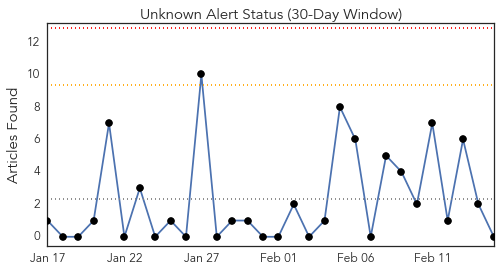 Unknown Alert Status (30-Day Window)
Articles Found
12
10
8
6
4
2
0
Jan 17 Jan 22 Jan 27 Feb 01 Feb 06 Feb 11